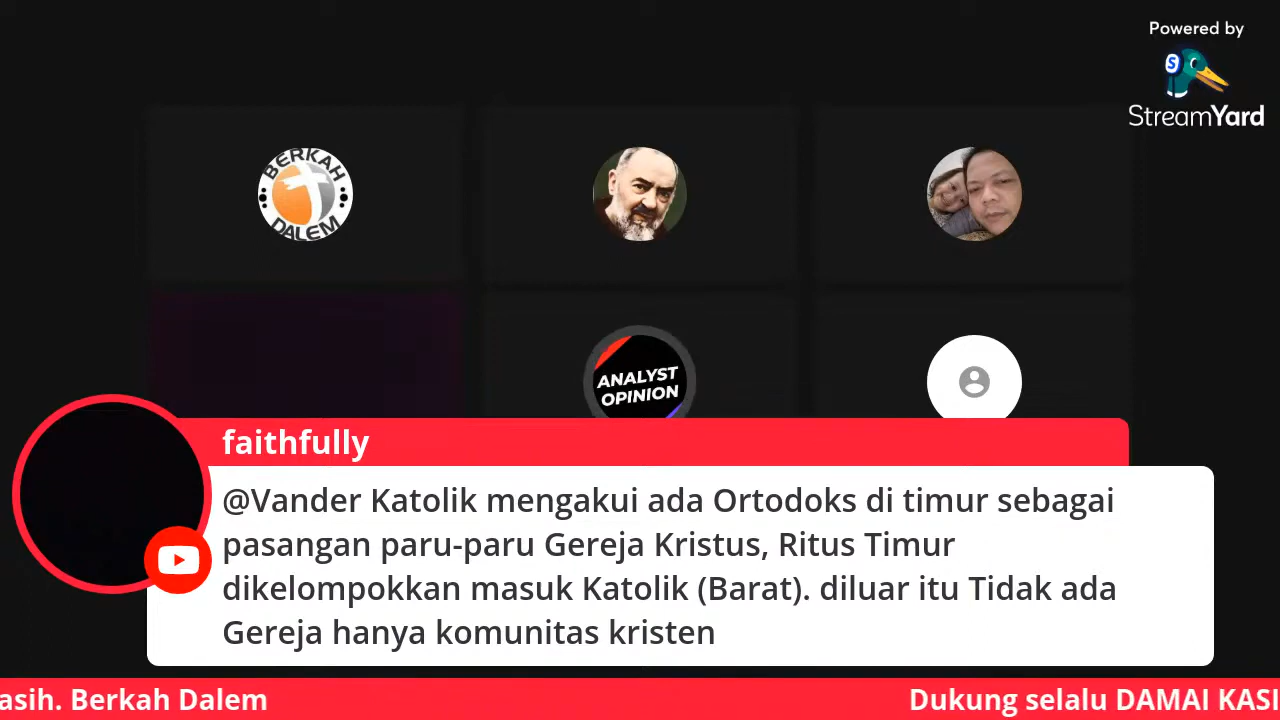 Powered by
S
StreamYard
BERKAH
DALEM
ANALYST
OPINION
faithfully
@Vander Katolik mengakui ada Ortodoks di timur sebagai
pasangan paru-paru Gereja Kristus, Ritus Timur
dikelompokkan masuk Katolik (Barat). diluar itu Tidak ada
Gereja hanya komunitas kristen
asih. Berkah Dalem
Dukung selalu DAMAI KASI